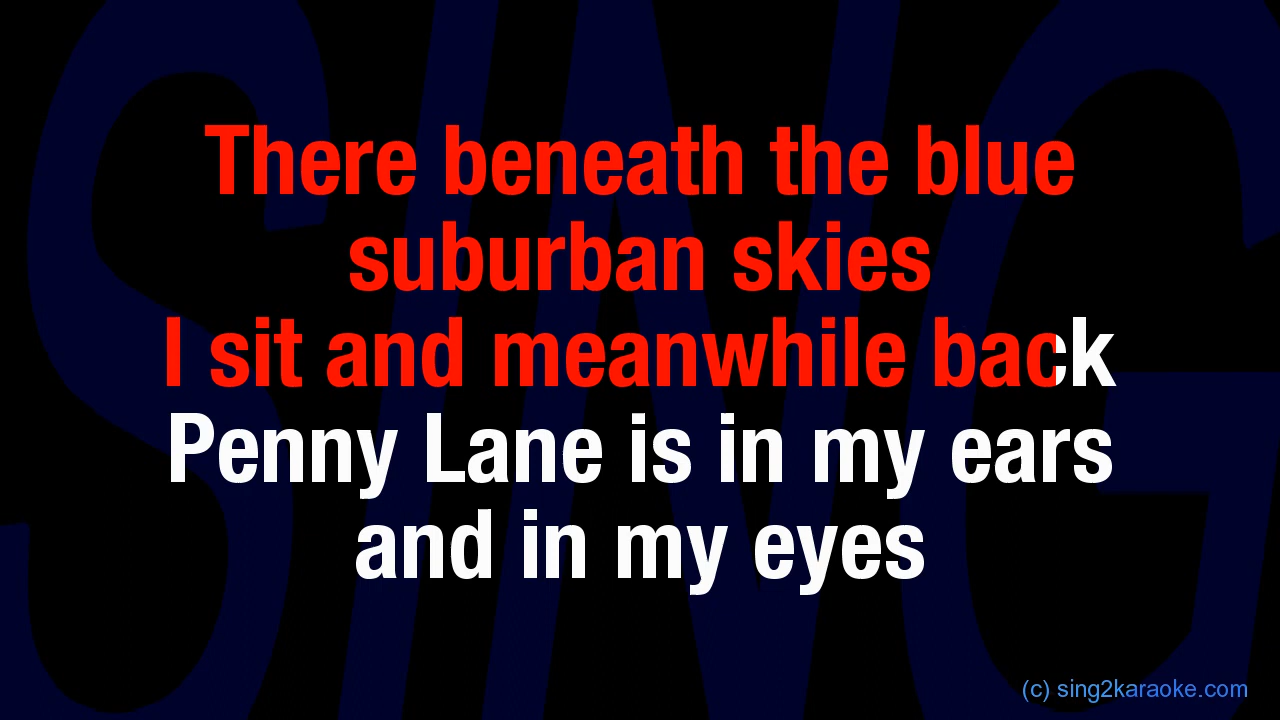 SING
There beneath the blue
suburban skies
I sit and meanwhile back
Penny Lane is in my ears
and in my eyes
(c) sing2karaoke.com